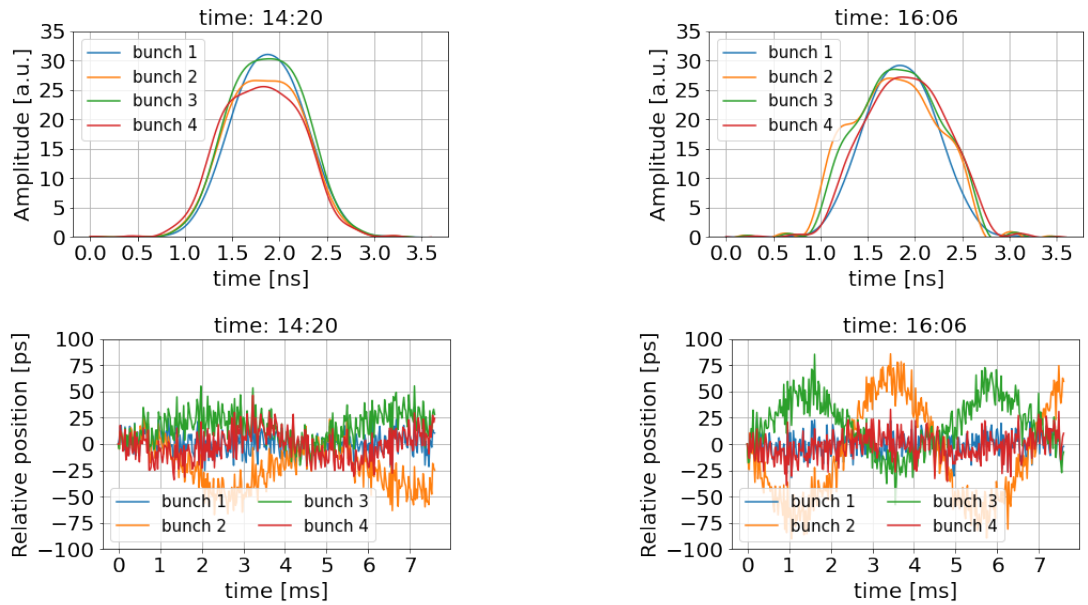 time: 14:20
35
30
25
20
15
10
5
0
Amplitude [a.u.]
bunch 1
bunch 2
bunch 3
bunch 4
0.0 0.5 1.0 1.5 2.0 2.5 3.0 3.5
time [ns]
time: 16:06
35
30
25
20
15
10
5
0
Amplitude [a.u.]
bunch 1
bunch 2
bunch 3
bunch 4
0.0 0.5 1.0 1.5 2.0 2.5 3.0 3.5
time [ns]
time: 14:20
100
75
50
25
0
−25
−50
−75
−100
Relative position [ps]
bunch 1 bunch 3
bunch 2 bunch 4
0 1 2 3 4 5 6 7
time [ms]
time: 16:06
100
75
50
25
0
−25
−50
−75
−100
Relative position [ps]
bunch 1 bunch 3
bunch 2 bunch 4
0 1 2 3 4 5 6 7
time [ms]